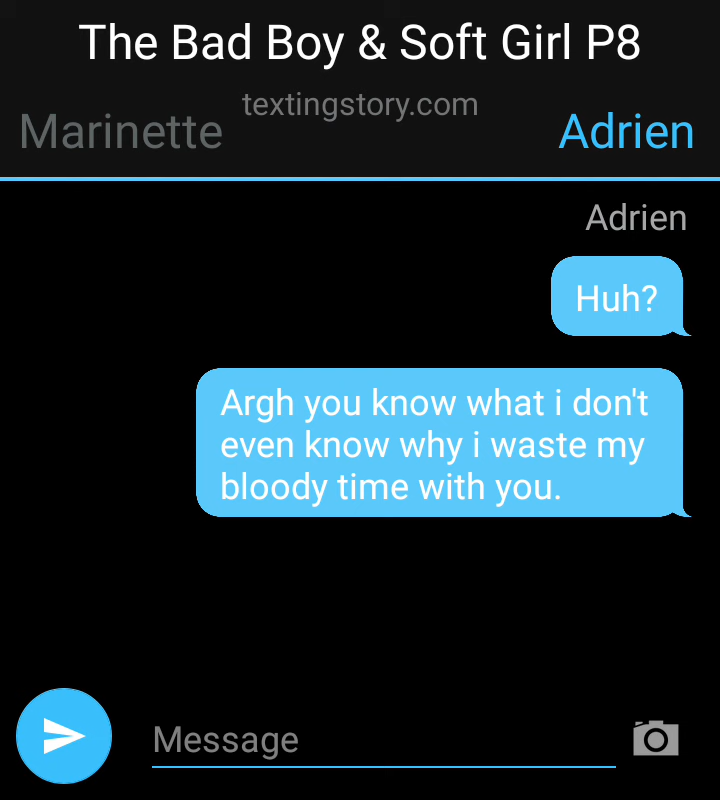 The Bad Boy & Soft Girl P8
textingstory.com
Marinette
Adrien
Adrien
Huh?
Argh you know what i don't
even know why i waste my
bloody time with you.
Message